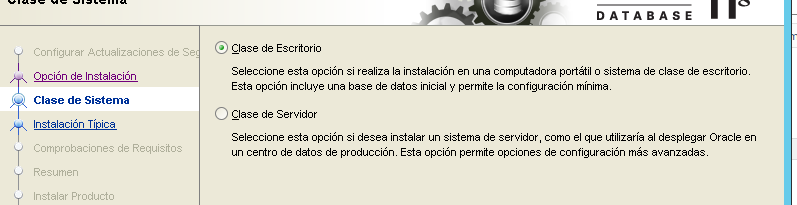 Clase de Sistema
DATABASE 11g
Configurar Actualizaciones de Seg
Opción de Instalación
Clase de Sistema
Instalación Típica
Comprobaciones de Requisitos
Resumen
Instalar Producto
Clase de Escritorio
Seleccione esta opción si realiza la instalación en una computadora portátil o sistema de clase de escritorio.
Esta opción incluye una base de datos inicial y permite la configuración mínima.
Clase de Servidor
Seleccione esta opción si desea instalar un sistema de servidor, como el que utilizaría al desplegar Oracle en
un centro de datos de producción. Esta opción permite opciones de configuración más avanzadas.